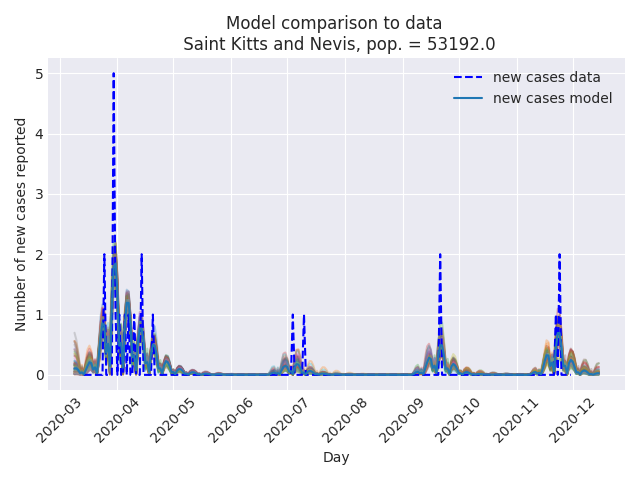 Model comparison to data
Saint Kitts and Nevis, pop. = 53192.0
new cases data
new cases model
Number of new cases reported
5
4
3
2
1
0
2020-03
2020-04
2020-05
2020-06
2020-07
2020-08
2020-09
2020-10
2020-11
2020-12
Day